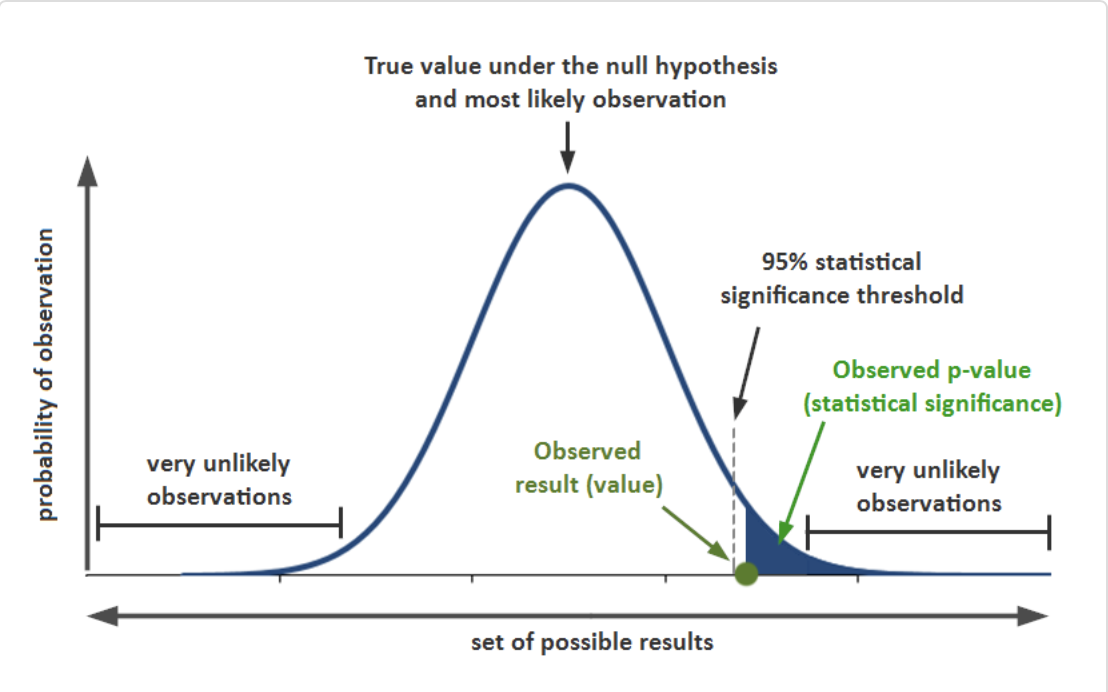 True value under the null hypothesis
and most likely observation
probability of observation
95% statistical
significance threshold
Observed p-value
(statistical significance)
Observed
result (value)
very unlikely
observations
very unlikely
observations
set of possible results